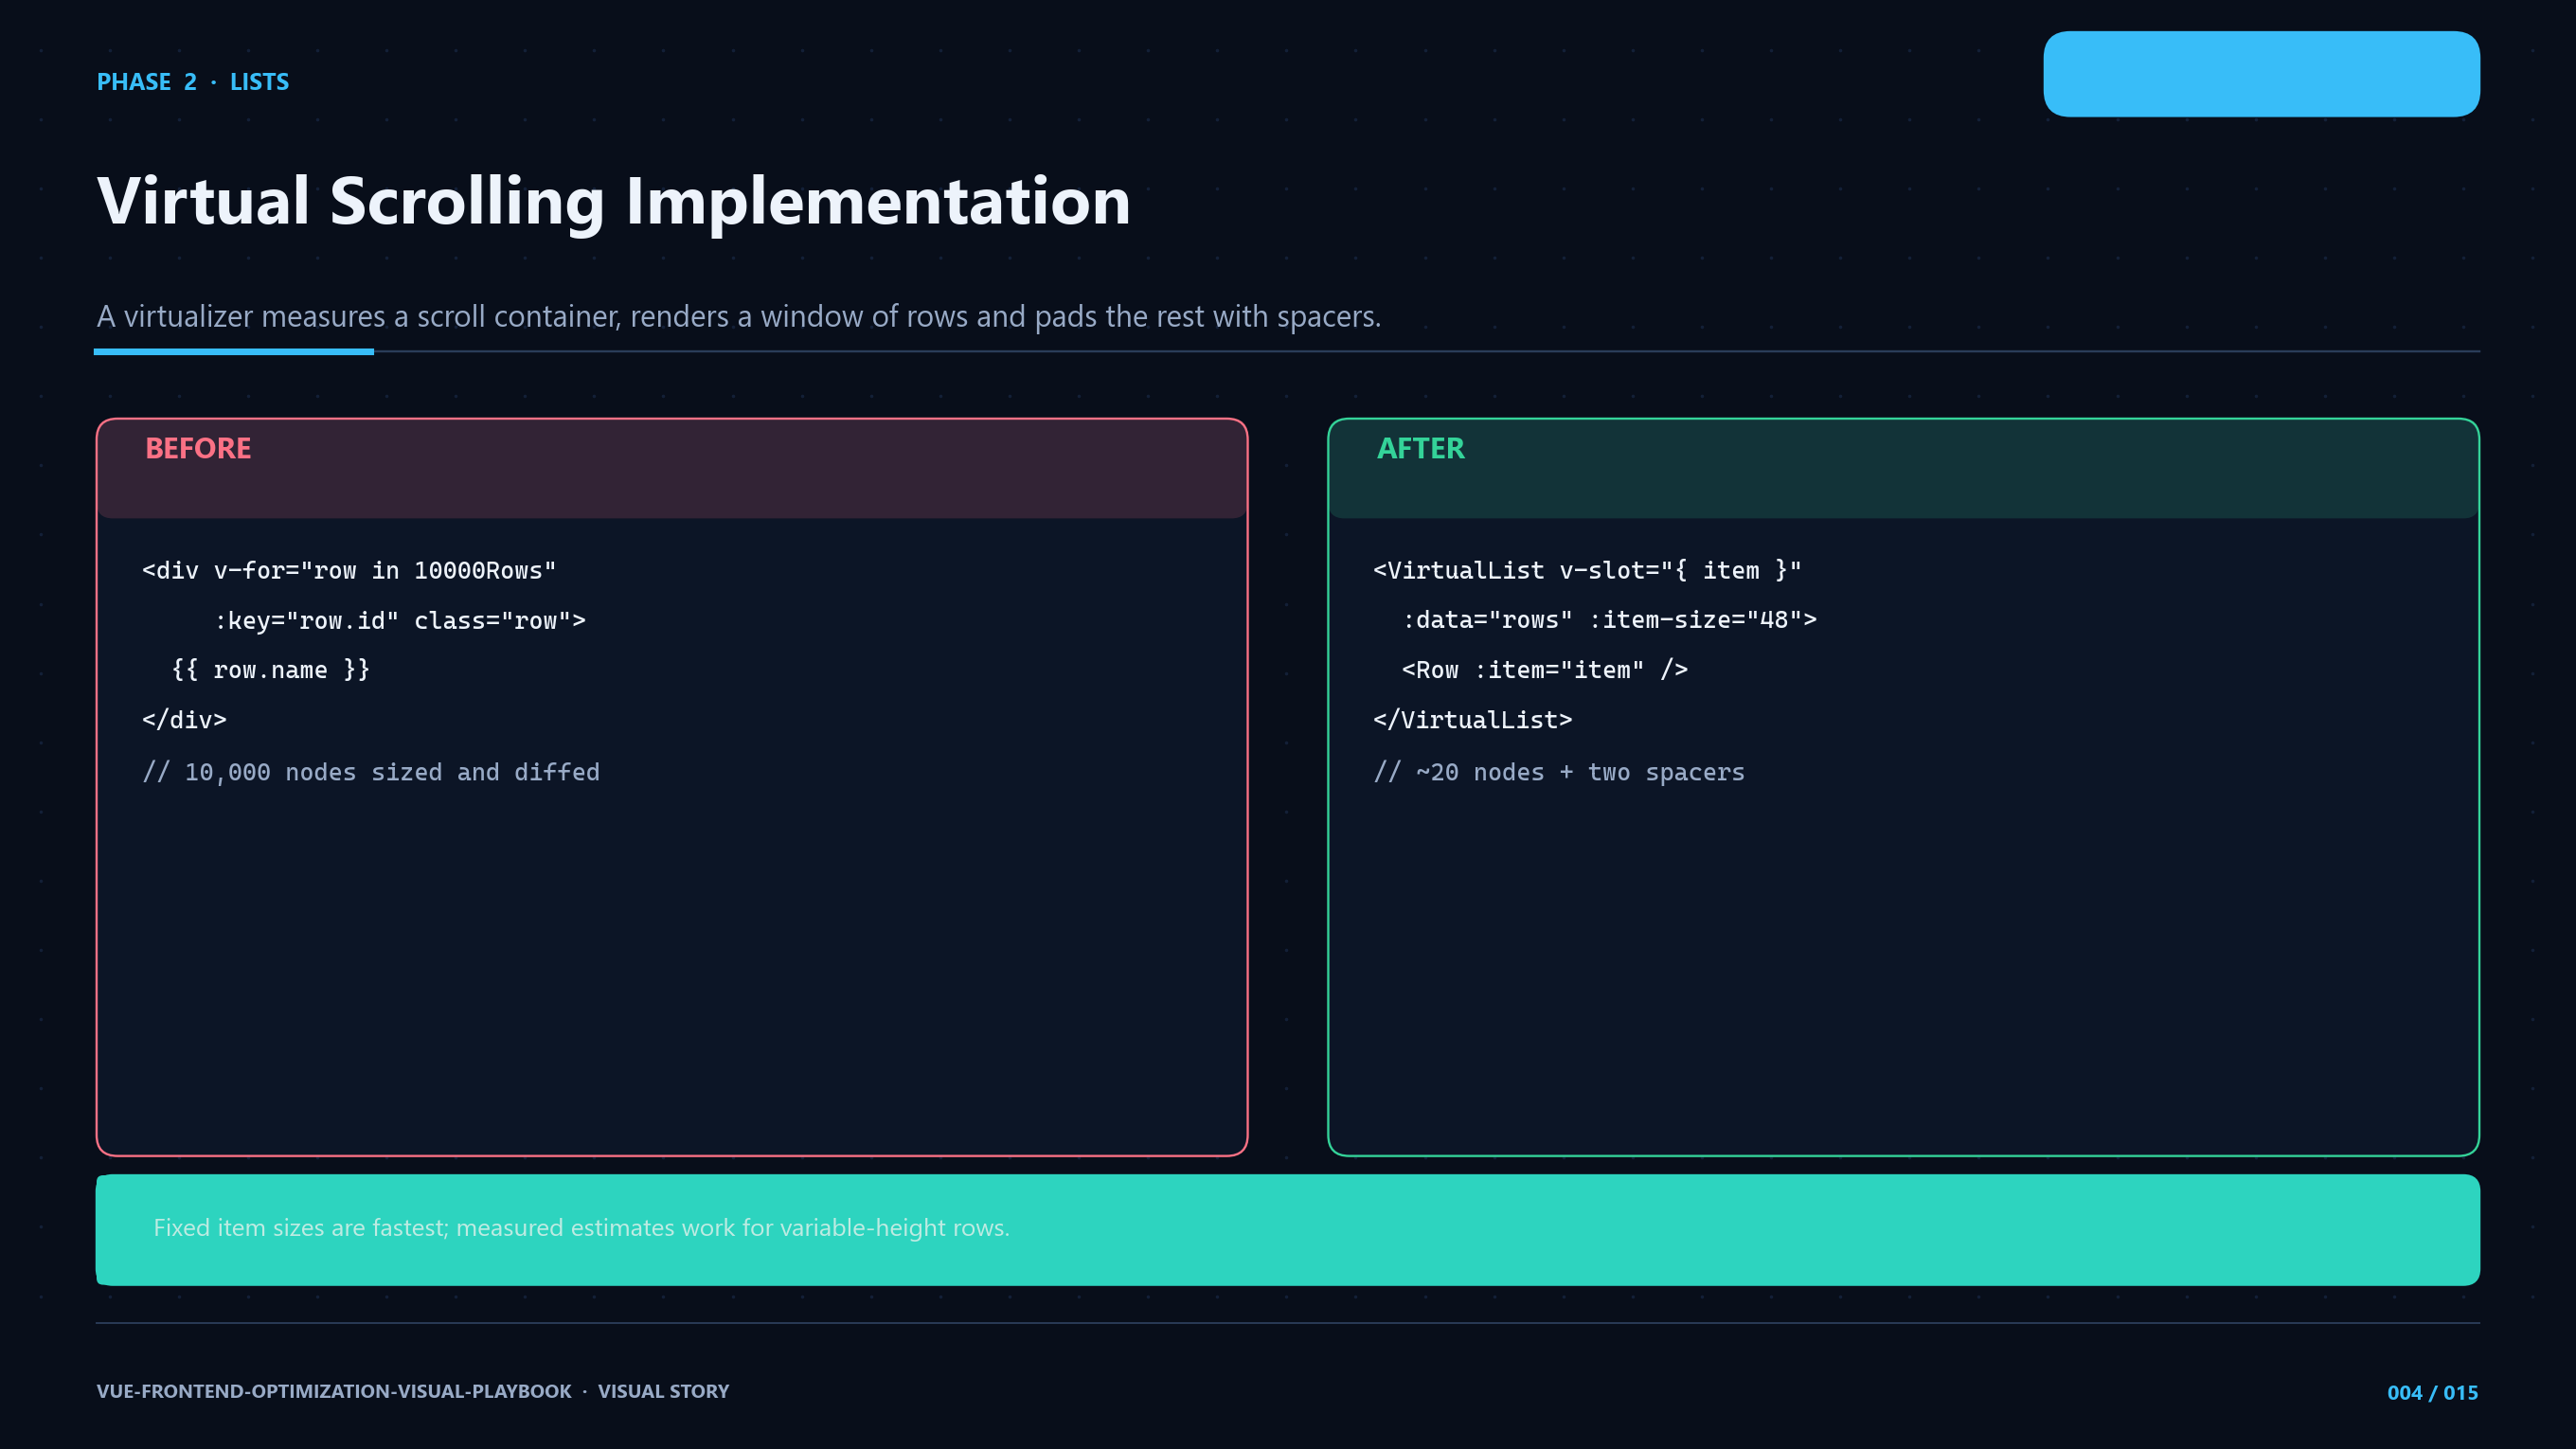 PHASE 2 · LISTS
Virtual Scrolling Implementation
A virtualizer measures a scroll container, renders a window of rows and pads the rest with spacers.
BEFORE
<div v-for="row in 10000Rows"
     :key="row.id" class="row">
  {{ row.name }}
</div>
// 10,000 nodes sized and diffed
AFTER
<VirtualList v-slot="{ item }"
  :data="rows" :item-size="48">
  <Row :item="item" />
</VirtualList>
// ~20 nodes + two spacers
Fixed item sizes are fastest; measured estimates work for variable-height rows.
VUE-FRONTEND-OPTIMIZATION-VISUAL-PLAYBOOK · VISUAL STORY
004 / 015